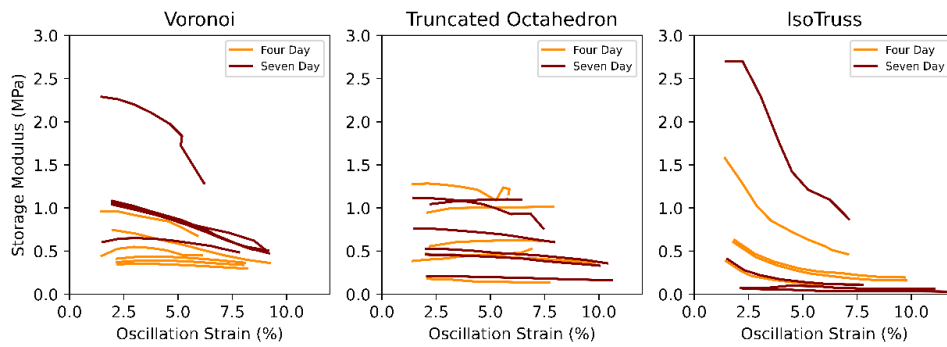 Voronoi
Truncated Octahedron
IsoTruss
Storage Modulus (MPa)
3.0
2.5
2.0
1.5
1.0
0.5
0.0
Four Day
Seven Day
0.0
2.5
5.0
7.5
10.0
Oscillation Strain (%)
3.0
2.5
2.0
1.5
1.0
0.5
0.0
Four Day
Seven Day
0.0
2.5
5.0
7.5
10.0
Oscillation Strain (%)
3.0
2.5
2.0
1.5
1.0
0.5
0.0
Four Day
Seven Day
0.0
2.5
5.0
7.5
10.0
Oscillation Strain (%)